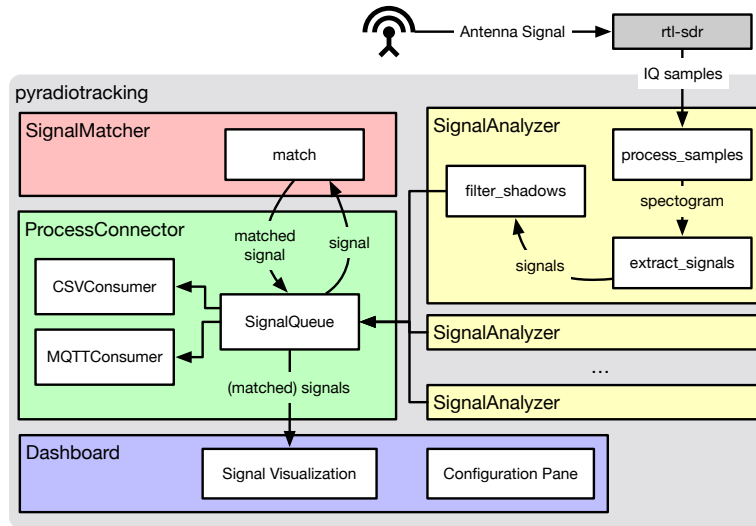 Antenna Signal
rtl-sdr
IQ samples
pyradiotracking
SignalMatcher
match
SignalAnalyzer
process_samples
filter_shadows
spectogram
signals
extract_signals
ProcessConnector
matched
signal
signal
CSVConsumer
SignalQueue
MQTTConsumer
SignalAnalyzer
...
SignalAnalyzer
(matched) signals
Dashboard
Signal Visualization
Configuration Pane